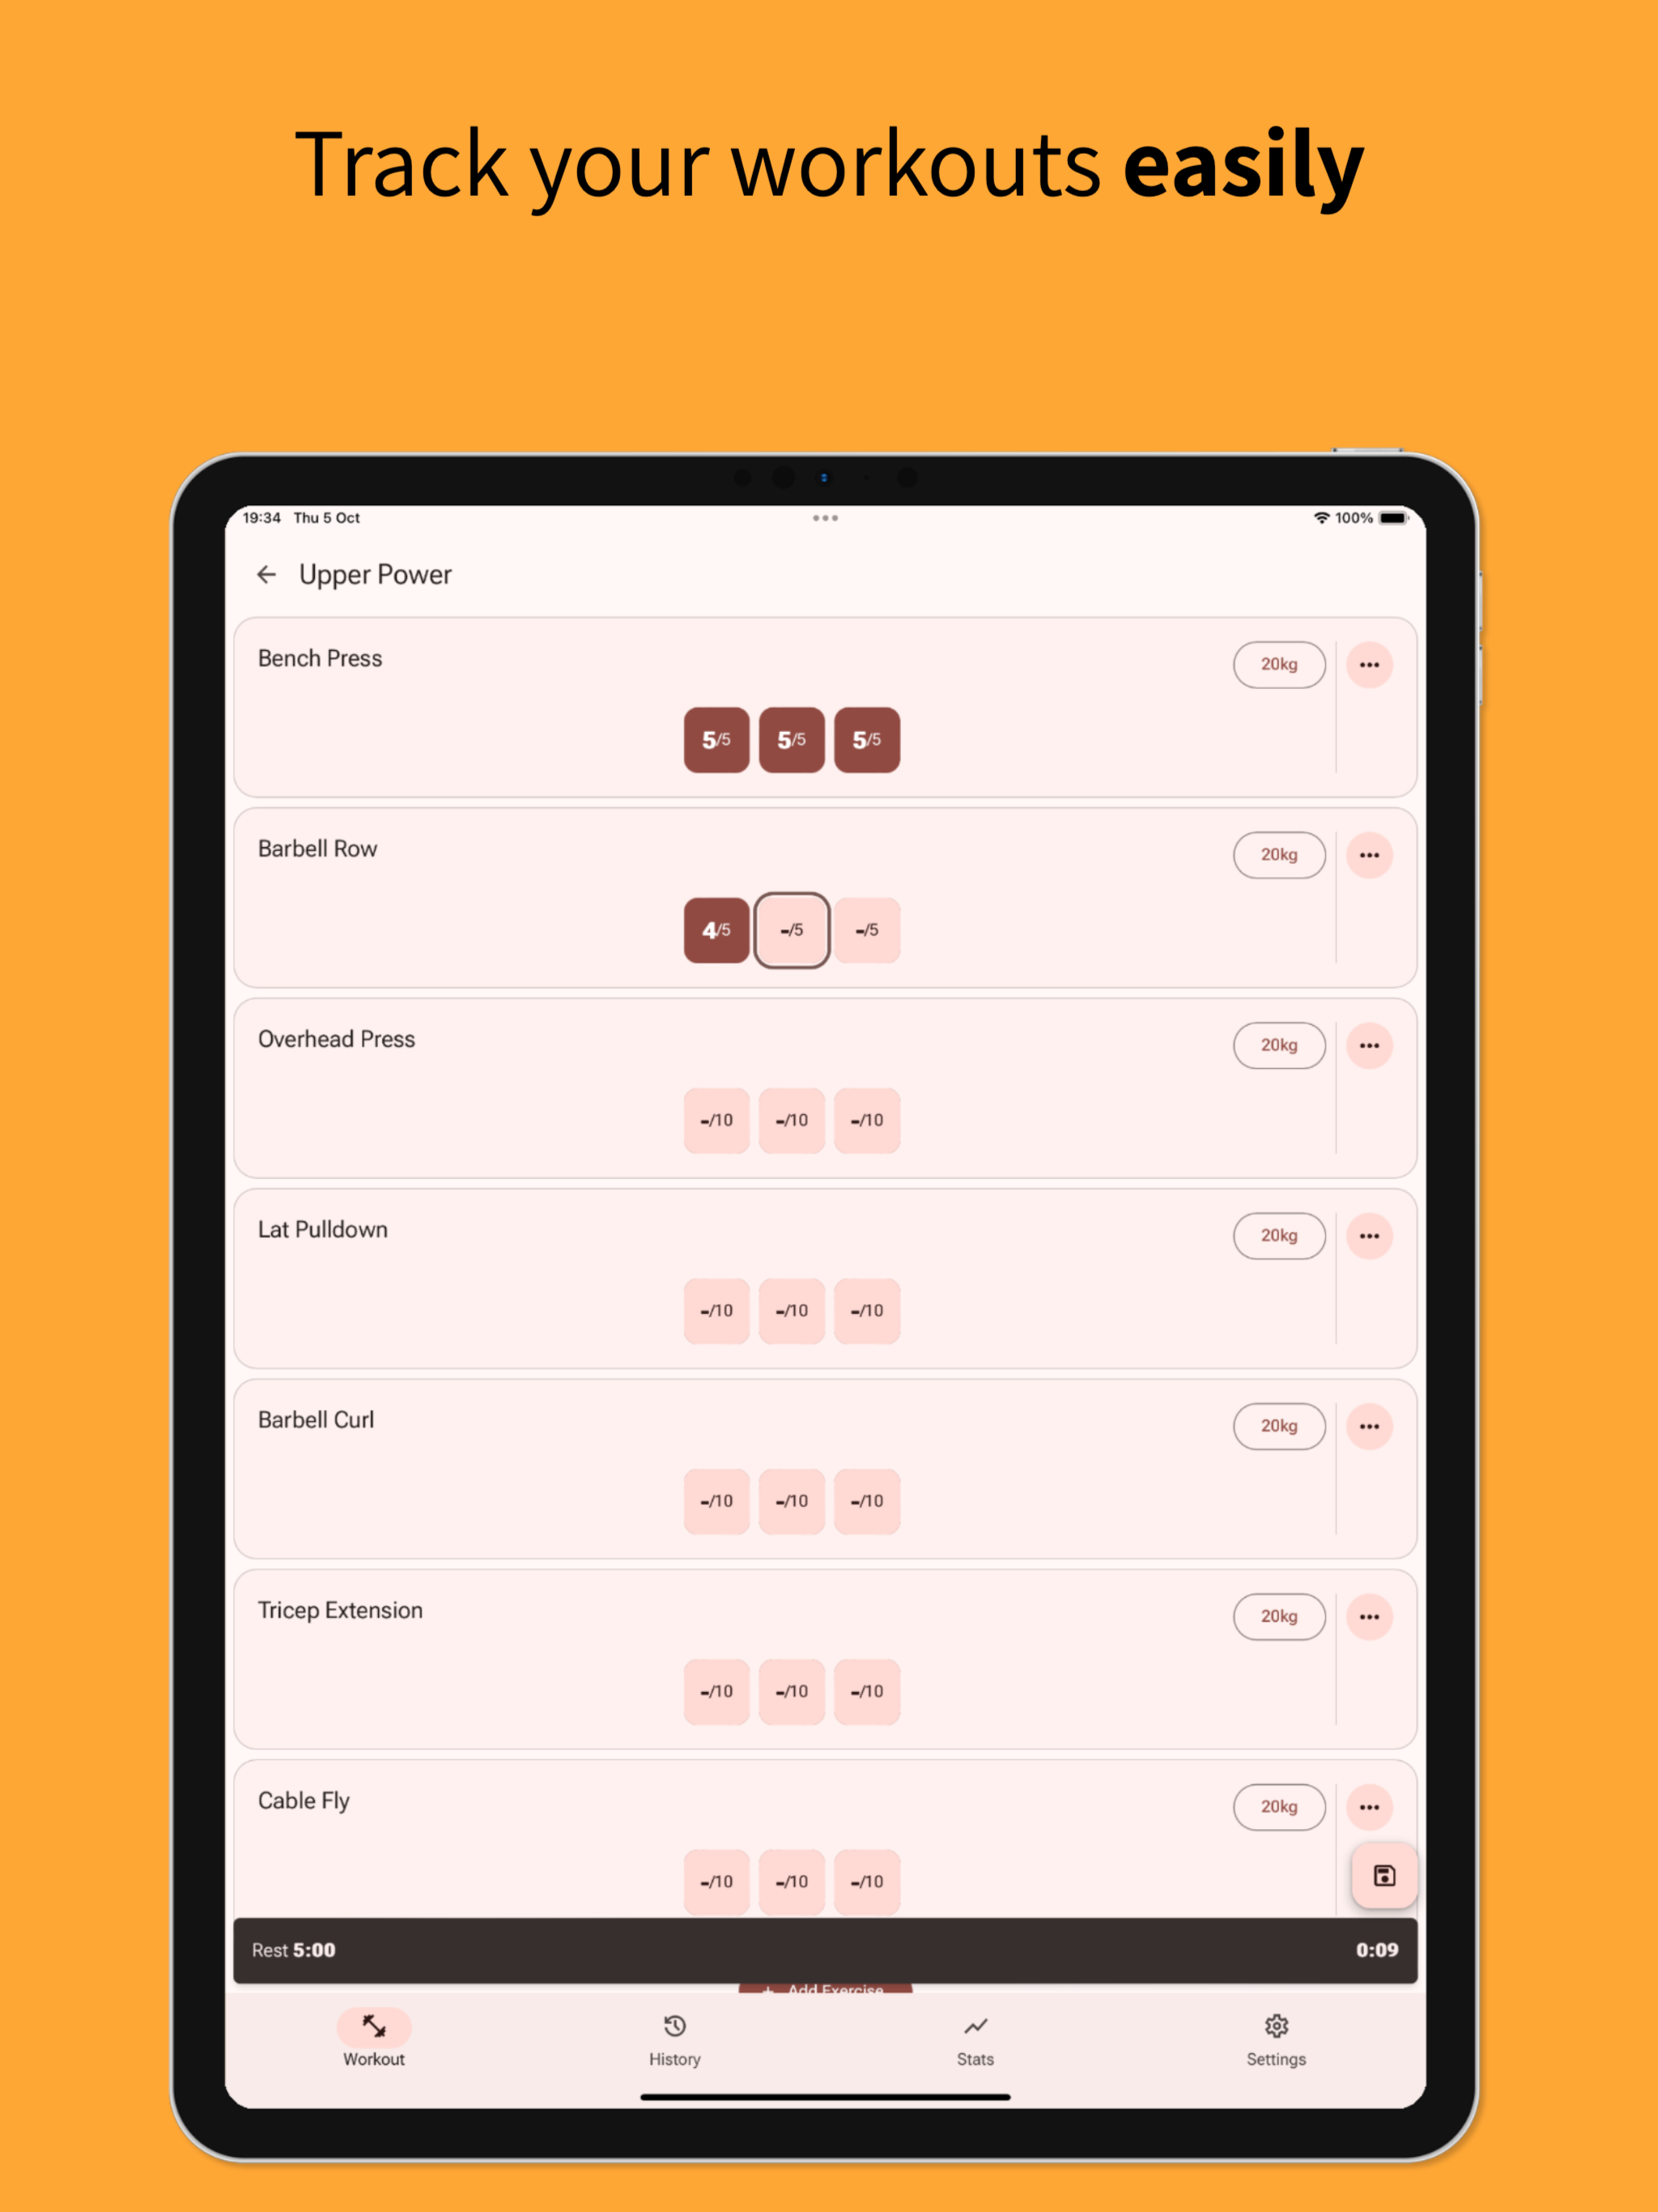 Track your workouts easily
19:34 Thu 5 Oct
100%
Upper Power
Bench Press
20kg
5/5 5/5 5/5
Barbell Row
20kg
4/5 -/5 -/5
Overhead Press
20kg
-/10 -/10 -/10
Lat Pulldown
20kg
-/10 -/10 -/10
Barbell Curl
20kg
-/10 -/10 -/10
Tricep Extension
20kg
-/10 -/10 -/10
Cable Fly
20kg
-/10 -/10 -/10
Rest 5:00 0:09
+ Add Exercise
Workout History Stats Settings